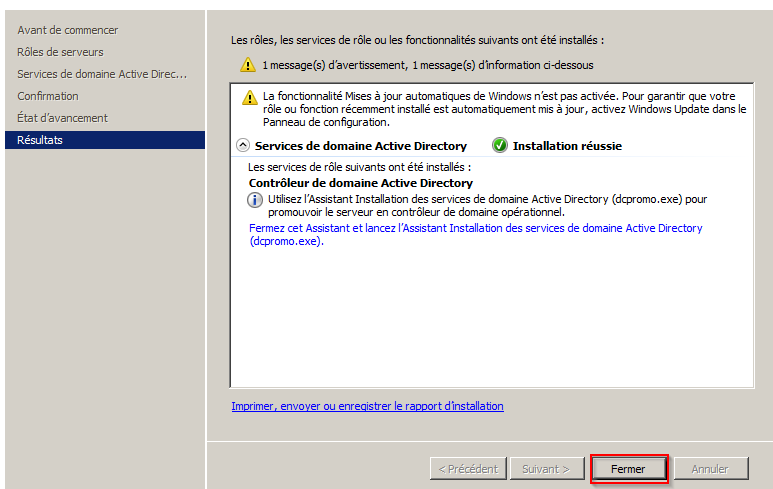 Avant de commencer
Rôles de serveurs
Services de domaine Active Direc...
Confirmation
État d'avancement
Résultats
Les rôles, les services de rôle ou les fonctionnalités suivants ont été installés :
1 message(s) d'avertissement, 1 message(s) d'information ci-dessous
La fonctionnalité Mises à jour automatiques de Windows n'est pas activée. Pour garantir que votre
rôle ou fonction récemment installé est automatiquement mis à jour, activez Windows Update dans le
Panneau de configuration.
Services de domaine Active Directory Installation réussie
Les services de rôle suivants ont été installés :
Contrôleur de domaine Active Directory
Utilisez l'Assistant Installation des services de domaine Active Directory (dcpromo.exe) pour
promouvoir le serveur en contrôleur de domaine opérationnel.
Fermez cet Assistant et lancez l'Assistant Installation des services de domaine Active Directory
(dcpromo.exe).
Imprimer, envoyer ou enregistrer le rapport d'installation
< Précédent Suivant > Fermer Annuler